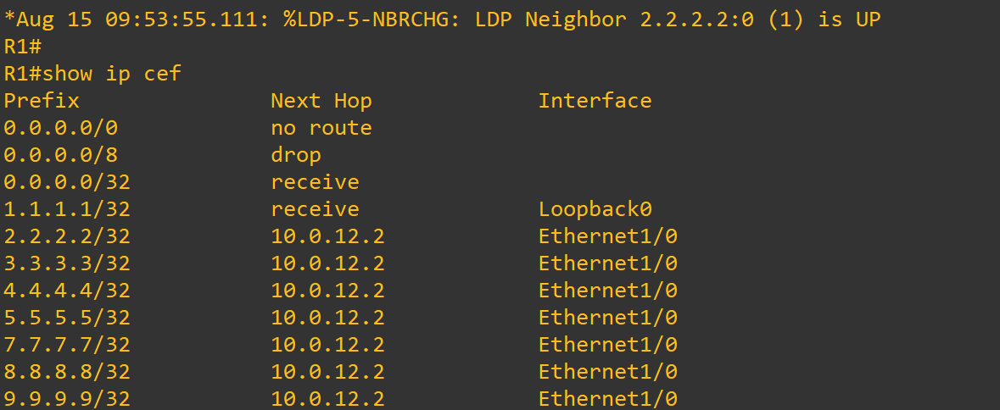 *Aug 15 09:53:55.111: %LDP-5-NBRCHG: LDP Neighbor 2.2.2.2:0 (1) is UP
R1#
R1#show ip cef
Prefix               Next Hop             Interface
0.0.0.0/0            no route
0.0.0.0/8            drop
0.0.0.0/32           receive
1.1.1.1/32           receive              Loopback0
2.2.2.2/32           10.0.12.2            Ethernet1/0
3.3.3.3/32           10.0.12.2            Ethernet1/0
4.4.4.4/32           10.0.12.2            Ethernet1/0
5.5.5.5/32           10.0.12.2            Ethernet1/0
7.7.7.7/32           10.0.12.2            Ethernet1/0
8.8.8.8/32           10.0.12.2            Ethernet1/0
9.9.9.9/32           10.0.12.2            Ethernet1/0